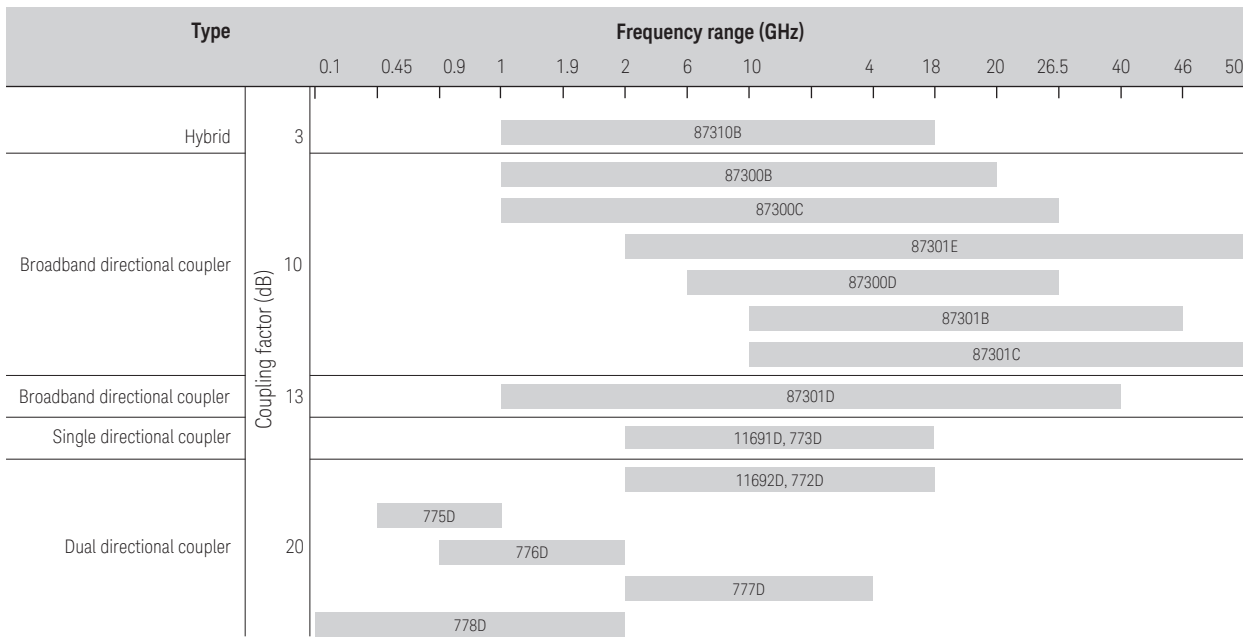 Type Frequency range (GHz)
0.1 0.45 0.9 1 1.9 2 6 10 4 18 20 26.5 40 46 50
Hybrid 3 87310B
87300B
87300C
87301E
Broadband directional coupler 10
87300D
87301B
87301C
Coupling factor (dB)
Broadband directional coupler 13 87301D
Single directional coupler 11691D, 773D
11692D, 772D
775D
Dual directional coupler 20 776D
777D
778D